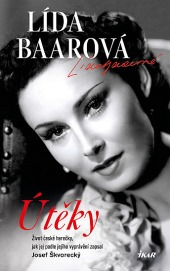 LÍDA
BAAROVÁ
Útěky
Život české herečky,
jak jej podle jejího vyprávění zapsal
Josef Škvorecký
IKAR